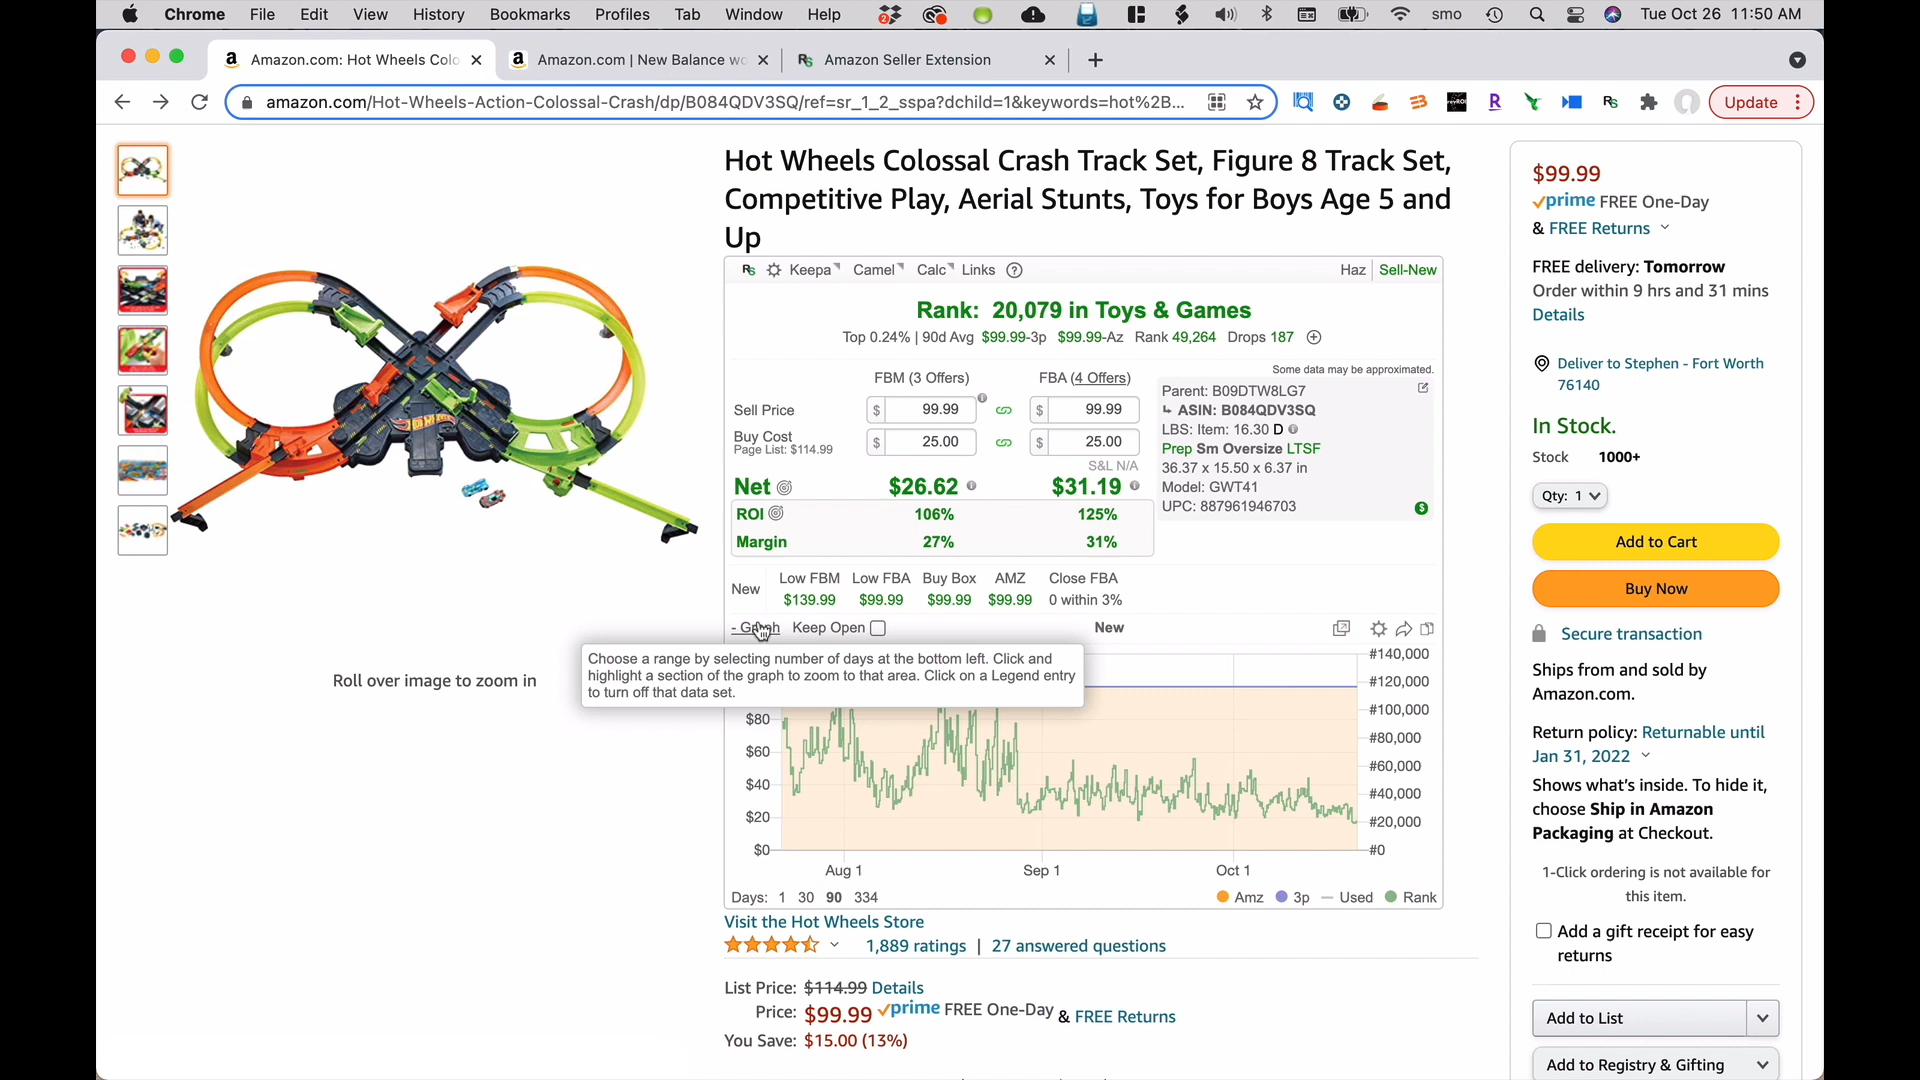 Chrome File Edit View History Bookmarks Profiles Tab Window Help 2 smo Tue Oct 26 11:50 AM
Amazon.com: Hot Wheels Colo
Amazon.com | New Balance wo
Amazon Seller Extension
amazon.com/Hot-Wheels-Action-Colossal-Crash/dp/B084QDV3SQ/ref=sr_1_2_sspa?dchild=1&keywords=hot%2B...
Update
Hot Wheels Colossal Crash Track Set, Figure 8 Track Set,
Competitive Play, Aerial Stunts, Toys for Boys Age 5 and
Up
RS Keepa Camel Calc Links ? Haz Sell-New
Rank: 20,079 in Toys & Games
Top 0.24% | 90d Avg $99.99-3p $99.99-Az Rank 49,264 Drops 187
Some data may be approximated.
FBM (3 Offers) FBA (4 Offers)
Sell Price $ 99.99 $ 99.99
Buy Cost $ 25.00 $ 25.00
Page List: $114.99
S&L N/A
Net $26.62 $31.19
ROI 106% 125%
Margin 27% 31%
Parent: B09DTW8LG7
ASIN: B084QDV3SQ
LBS: Item: 16.30 D
Prep Sm Oversize LTSF
36.37 x 15.50 x 6.37 in
Model: GWT41
UPC: 887961946703
Low FBM Low FBA Buy Box AMZ Close FBA
New
$139.99 $99.99 $99.99 $99.99 0 within 3%
- Graph Keep Open New
Choose a range by selecting number of days at the bottom left. Click and
highlight a section of the graph to zoom to that area. Click on a Legend entry
to turn off that data set.
#140,000
#120,000
$80 #100,000
#80,000
$60
#60,000
$40 #40,000
$20 #20,000
$0 #0
Aug 1 Sep 1 Oct 1
Days: 1 30 90 334 Amz 3p Used Rank
Roll over image to zoom in
Visit the Hot Wheels Store
1,889 ratings | 27 answered questions
List Price: $114.99 Details
Price: $99.99 prime FREE One-Day & FREE Returns
You Save: $15.00 (13%)
$99.99
prime FREE One-Day
& FREE Returns
FREE delivery: Tomorrow
Order within 9 hrs and 31 mins
Details
Deliver to Stephen - Fort Worth
76140
In Stock.
Stock 1000+
Qty: 1
Add to Cart
Buy Now
Secure transaction
Ships from and sold by
Amazon.com.
Return policy: Returnable until
Jan 31, 2022
Shows what's inside. To hide it,
choose Ship in Amazon
Packaging at Checkout.
1-Click ordering is not available for
this item.
Add a gift receipt for easy
returns
Add to List
Add to Registry & Gifting